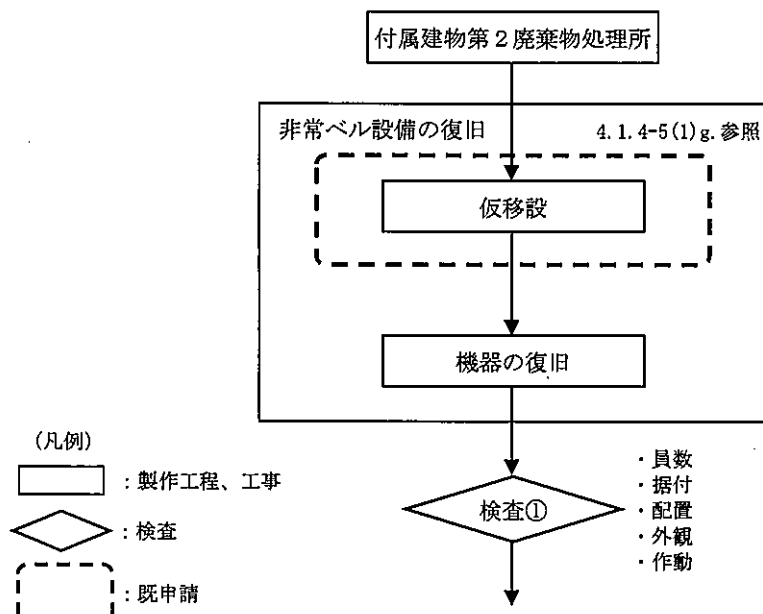 付属建物第2廃棄物処理所
非常ベル設備の復旧
4.1.4-5(1)g.参照
仮移設
機器の復旧
検査①
・員数
・据付
・配置
・外観
・作動
(凡例)
：製作工程、工事
：検査
：既申請